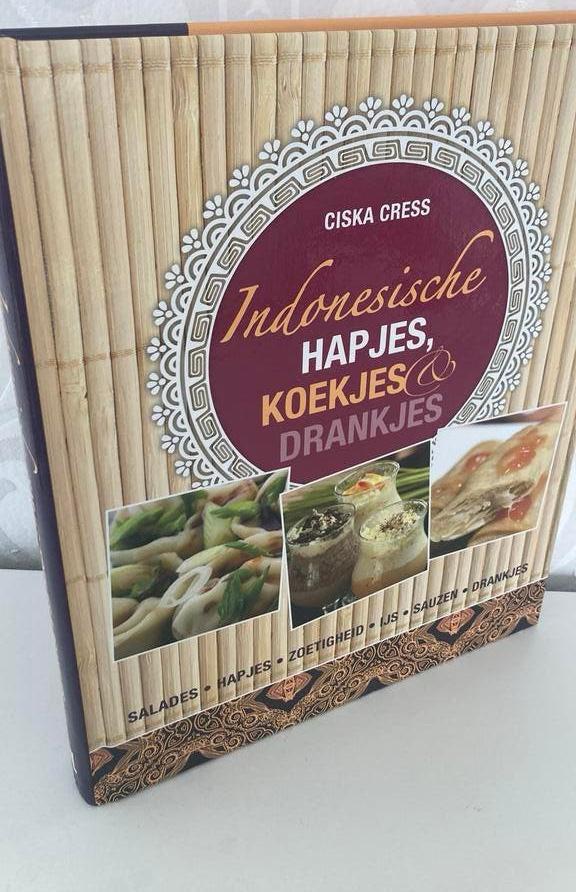 CISKA CRESS
Indonesische
HAPJES,
KOEKJES &
DRANKJES
SALADES • HAPJES • ZOETIGHEID • IJS • SAUZEN • DRANKJES